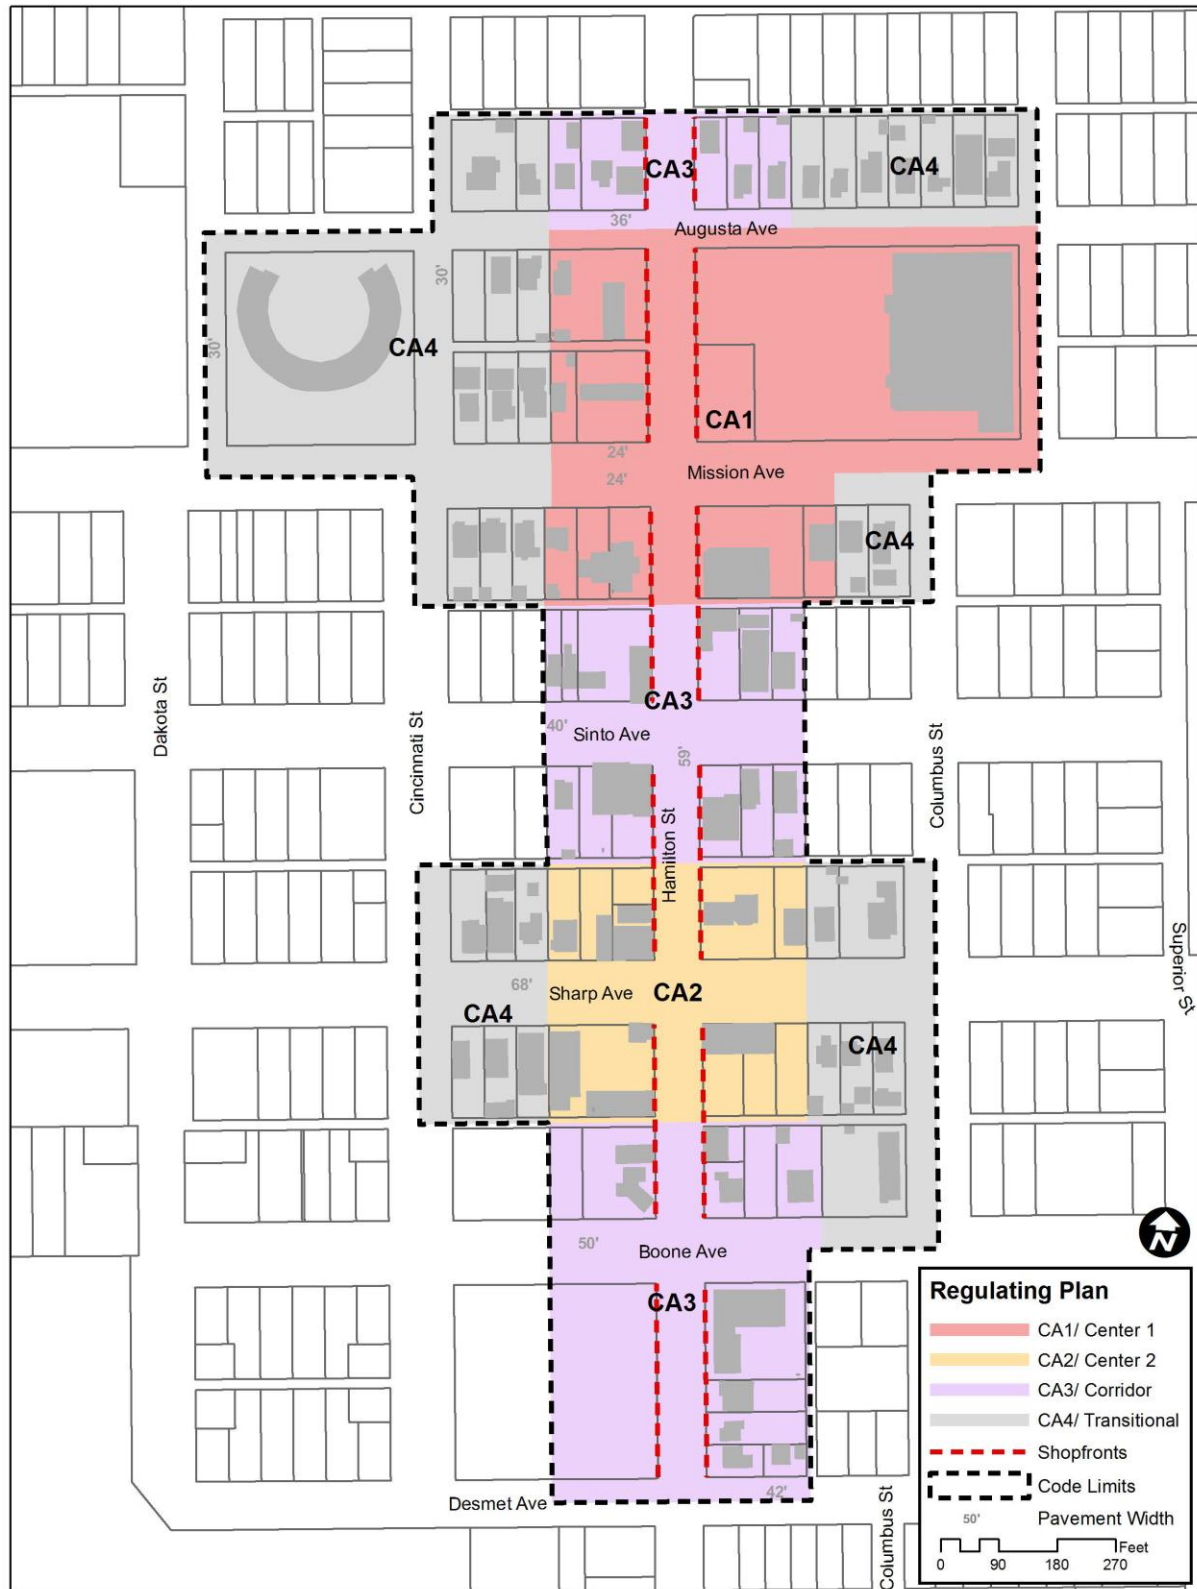 CA3
CA4
36'
Augusta Ave
30'
30'
CA4
CA1
24'
Mission Ave
24'
CA4
Dakota St
Cincinnati St
CA3
40'
Sinto Ave
59'
Columbus St
Hamilton St
Superior St
68'
Sharp Ave
CA2
CA4
CA4
50'
Boone Ave
CA3
N
Desmet Ave
42'
Columbus St
Regulating Plan
CA1/ Center 1
CA2/ Center 2
CA3/ Corridor
CA4/ Transitional
Shopfronts
Code Limits
50' Pavement Width
Feet
0 90 180 270